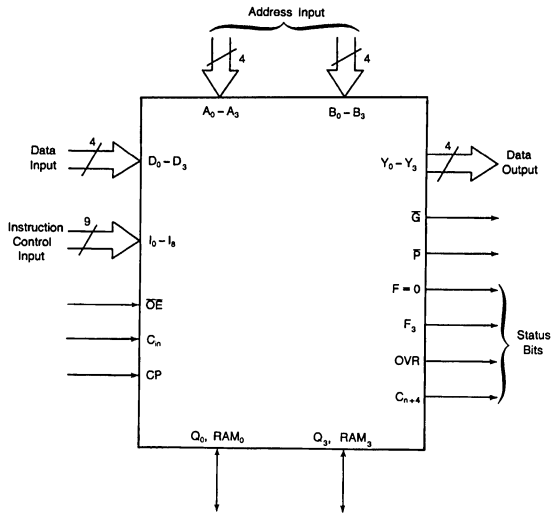 Address Input
4
4
A₀ – A₃
B₀ – B₃
Data
Input
4
D₀ – D₃
Y₀ – Y₃
4
Data
Output
Instruction
Control
Input
9
I₀ – I₈
G̅
P̅
O̅E̅
F = 0
Cᵢₙ
F₃
Status
Bits
CP
OVR
Cₙ₊₄
Q₀, RAM₀
Q₃, RAM₃